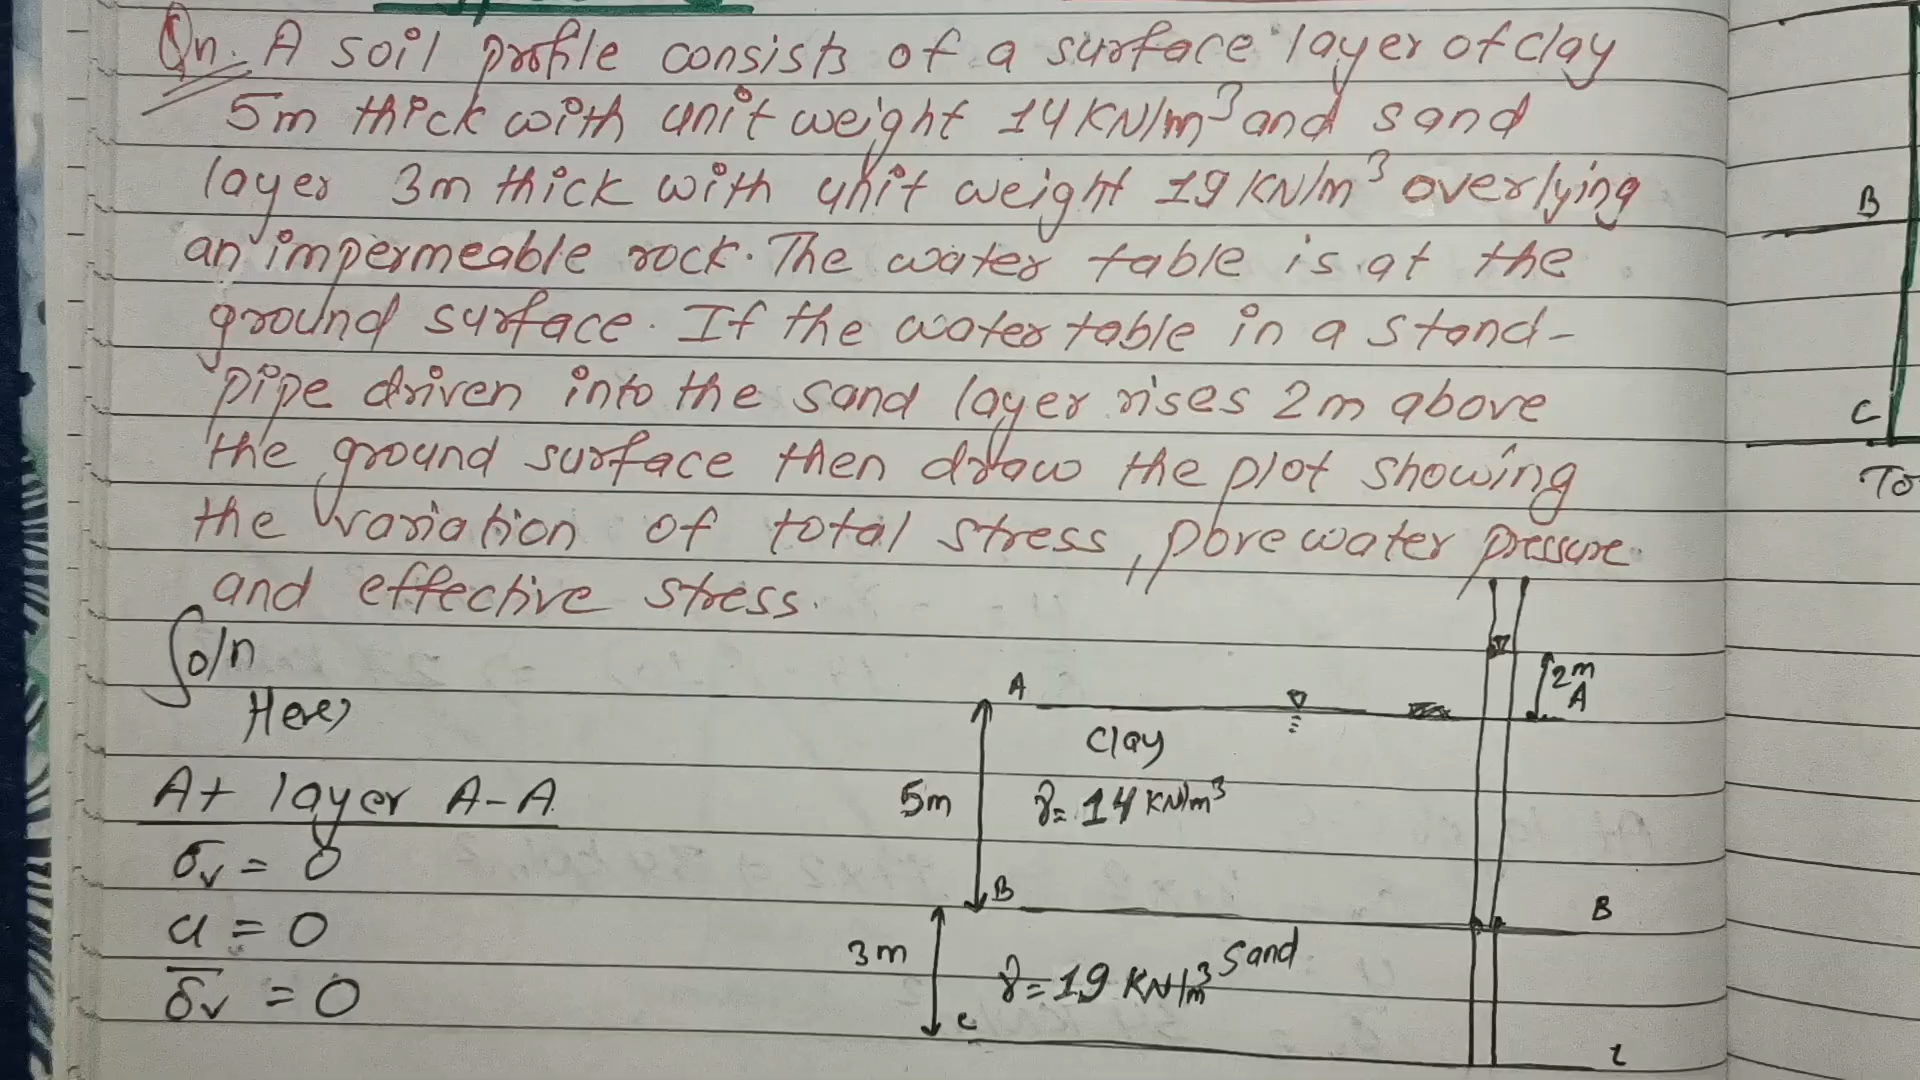 Qn. A soil profile consists of a surface layer of clay
5m thick with unit weight 14 KN/m³ and sand
layer 3m thick with unit weight 19 KN/m³ overlying
an impermeable rock. The water table is at the
ground surface. If the water table in a stand-
pipe driven into the sand layer rises 2m above
the ground surface then draw the plot showing
the variation of total stress, pore water pressure
and effective stress.
Soln
Here,
At layer A-A
σv = 0
u = 0
σ̅v = 0
A
2m
A
Clay
5m
γ = 14 KN/m³
B
B
3m
Sand
γ = 19 KN/m³
c
B
C
To